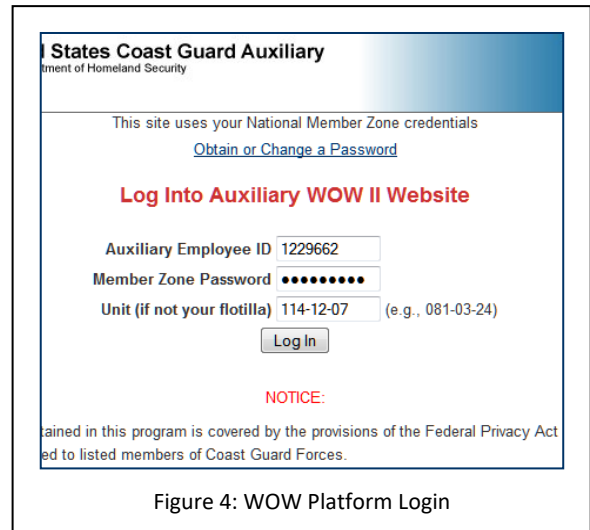 l States Coast Guard Auxiliary
tment of Homeland Security
This site uses your National Member Zone credentials
Obtain or Change a Password
Log Into Auxiliary WOW II Website
Auxiliary Employee ID 1229662
Member Zone Password ●●●●●●●●●
Unit (if not your flotilla) 114-12-07 (e.g., 081-03-24)
Log In
NOTICE:
tained in this program is covered by the provisions of the Federal Privacy Act
ed to listed members of Coast Guard Forces.
Figure 4: WOW Platform Login